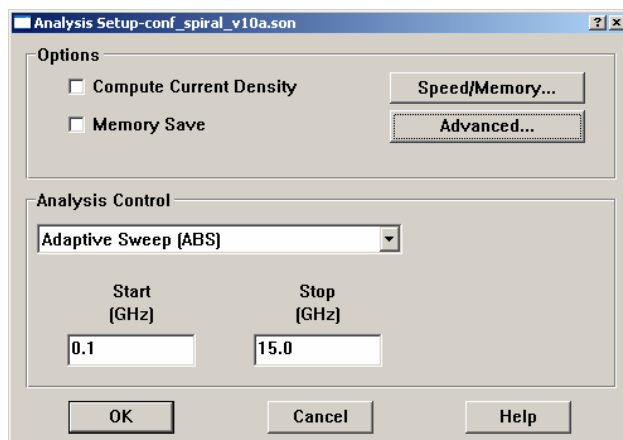 Analysis Setup-conf_spiral_v10a.son
Options
Compute Current Density
Speed/Memory...
Memory Save
Advanced...
Analysis Control
Adaptive Sweep (ABS)
Start
(GHz)
Stop
(GHz)
0.1
15.0
OK
Cancel
Help